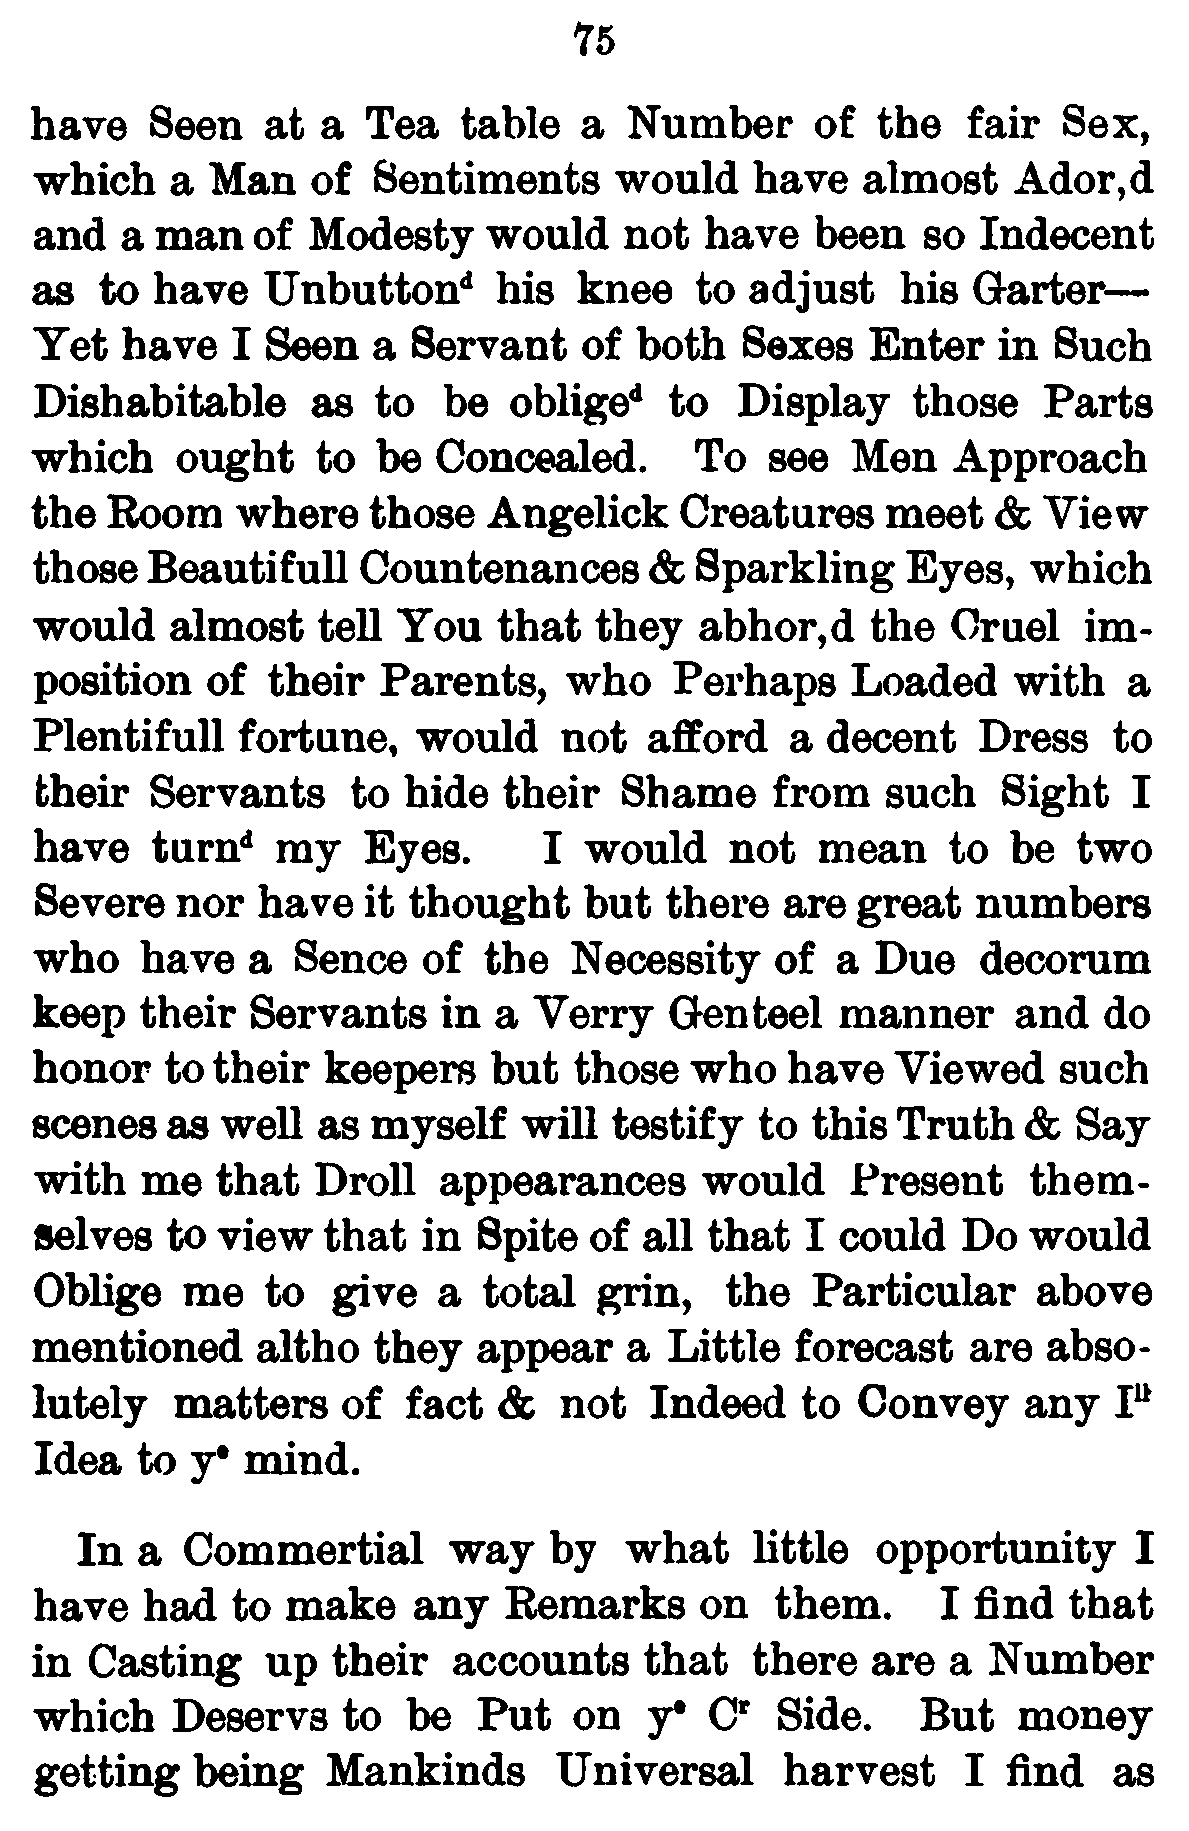 75
have Seen at a Tea table a Number of the fair Sex,
which a Man of Sentiments would have almost Ador,d
and a man of Modesty would not have been so Indecent
as to have Unbuttonᵈ his knee to adjust his Garter—
Yet have I Seen a Servant of both Sexes Enter in Such
Dishabitable as to be obligeᵈ to Display those Parts
which ought to be Concealed. To see Men Approach
the Room where those Angelick Creatures meet & View
those Beautifull Countenances & Sparkling Eyes, which
would almost tell You that they abhor,d the Cruel im-
position of their Parents, who Perhaps Loaded with a
Plentifull fortune, would not afford a decent Dress to
their Servants to hide their Shame from such Sight I
have turnᵈ my Eyes. I would not mean to be two
Severe nor have it thought but there are great numbers
who have a Sence of the Necessity of a Due decorum
keep their Servants in a Verry Genteel manner and do
honor to their keepers but those who have Viewed such
scenes as well as myself will testify to this Truth & Say
with me that Droll appearances would Present them-
selves to view that in Spite of all that I could Do would
Oblige me to give a total grin, the Particular above
mentioned altho they appear a Little forecast are abso-
lutely matters of fact & not Indeed to Convey any Iˡˡ
Idea to yᵉ mind.
In a Commertial way by what little opportunity I
have had to make any Remarks on them. I find that
in Casting up their accounts that there are a Number
which Deservs to be Put on yᵉ Cʳ Side. But money
getting being Mankinds Universal harvest I find as